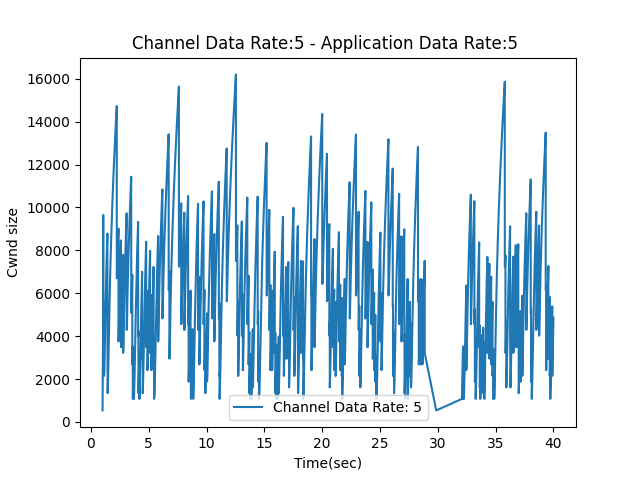 Channel Data Rate:5 - Application Data Rate:5
Cwnd size
16000
14000
12000
10000
8000
6000
4000
2000
0
Channel Data Rate: 5
0 5 10 15 20 25 30 35 40
Time(sec)